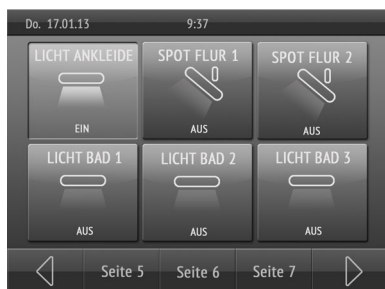 Do. 17.01.13 9:37
LICHT ANKLEIDE SPOT FLUR 1 SPOT FLUR 2
EIN AUS AUS
LICHT BAD 1 LICHT BAD 2 LICHT BAD 3
AUS AUS AUS
Seite 5 Seite 6 Seite 7